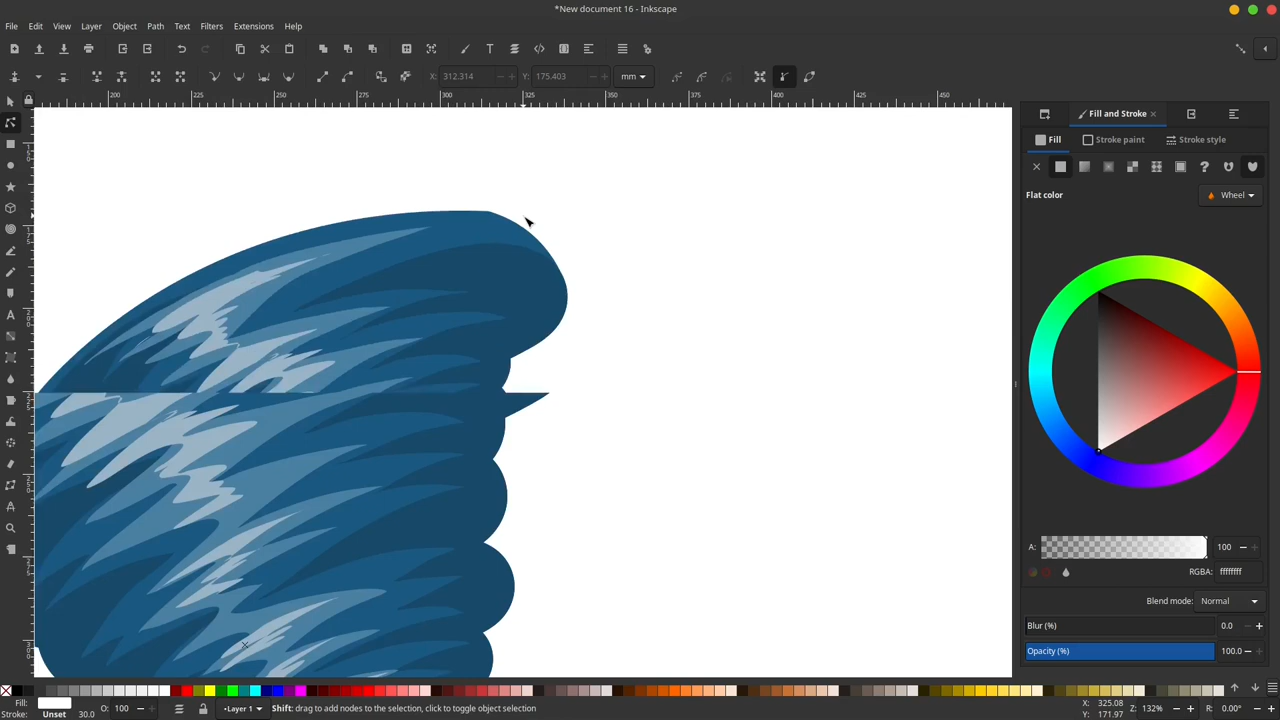 *New document 16 - Inkscape
File Edit View Layer Object Path Text Filters Extensions Help
X: 312.314 Y: 175.403 mm
200 225 250 275 300 325 350 375 400 425 450
Fill and Stroke
Fill Stroke paint Stroke style
?
Flat color Wheel
A: 100
RGBA: ffffffff
Blend mode: Normal
Blur (%) 0.0
Opacity (%) 100.0
Fill: O: 100 Layer 1 Shift: drag to add nodes to the selection, click to toggle object selection X: 325.08 Z: 132% R: 0.00°
Stroke: Unset 30.0 Y: 171.97